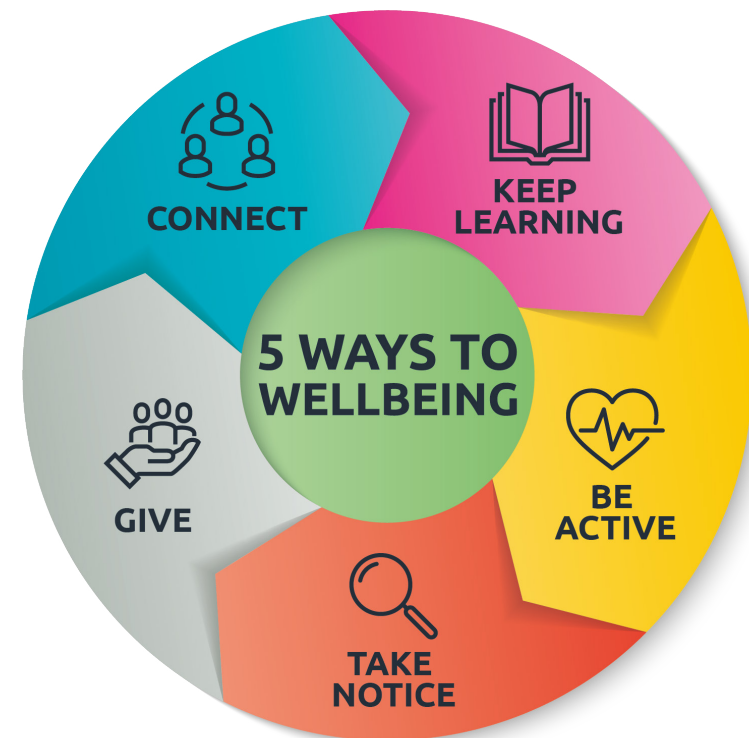 CONNECT
KEEP
LEARNING
5 WAYS TO
WELLBEING
BE
ACTIVE
TAKE
NOTICE
GIVE